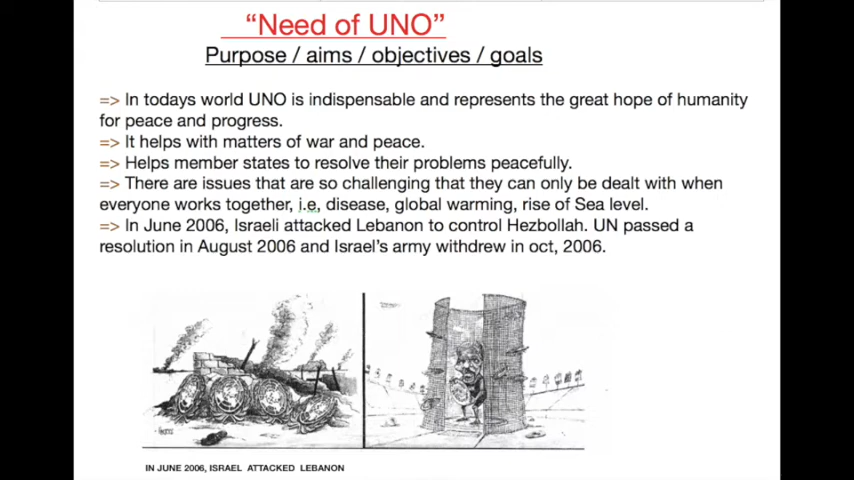 “Need of UNO”
Purpose / aims / objectives / goals
=> In todays world UNO is indispensable and represents the great hope of humanity
for peace and progress.
=> It helps with matters of war and peace.
=> Helps member states to resolve their problems peacefully.
=> There are issues that are so challenging that they can only be dealt with when
everyone works together, i.e, disease, global warming, rise of Sea level.
=> In June 2006, Israeli attacked Lebanon to control Hezbollah. UN passed a
resolution in August 2006 and Israel’s army withdrew in oct, 2006.
IN JUNE 2006, ISRAEL ATTACKED LEBANON